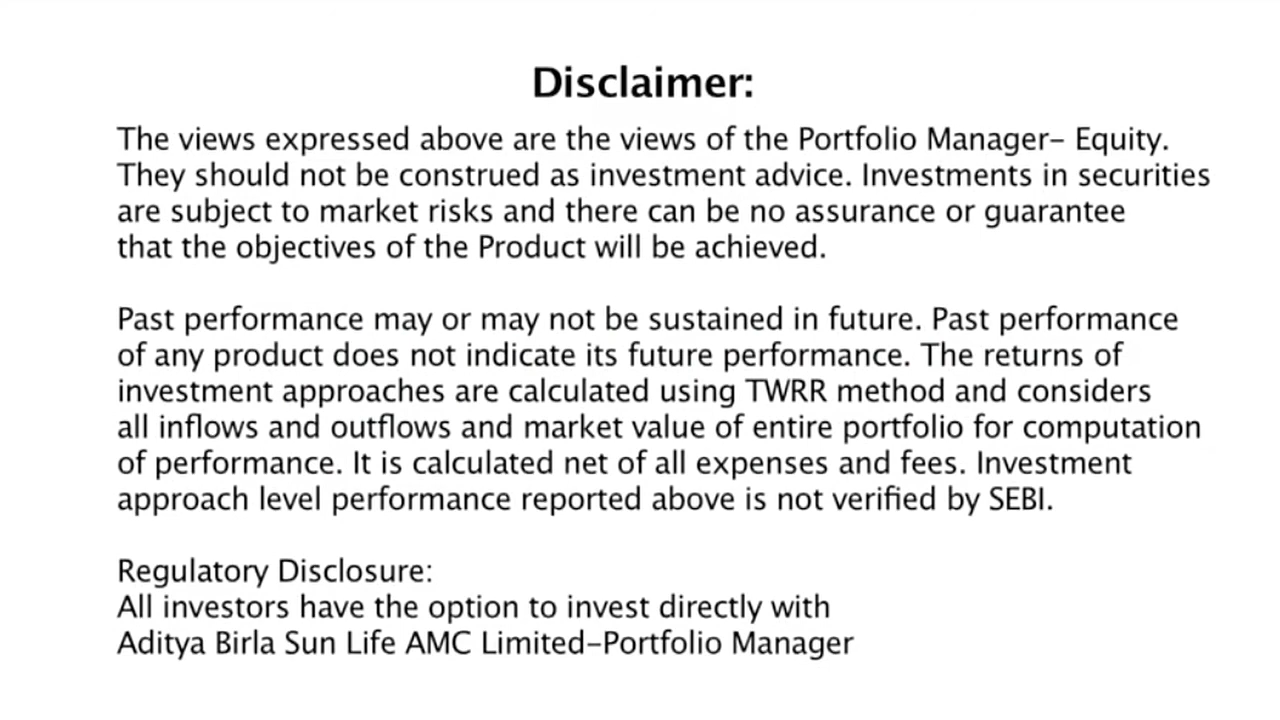 Disclaimer:
The views expressed above are the views of the Portfolio Manager– Equity.
They should not be construed as investment advice. Investments in securities
are subject to market risks and there can be no assurance or guarantee
that the objectives of the Product will be achieved.
Past performance may or may not be sustained in future. Past performance
of any product does not indicate its future performance. The returns of
investment approaches are calculated using TWRR method and considers
all inflows and outflows and market value of entire portfolio for computation
of performance. It is calculated net of all expenses and fees. Investment
approach level performance reported above is not verified by SEBI.
Regulatory Disclosure:
All investors have the option to invest directly with
Aditya Birla Sun Life AMC Limited–Portfolio Manager